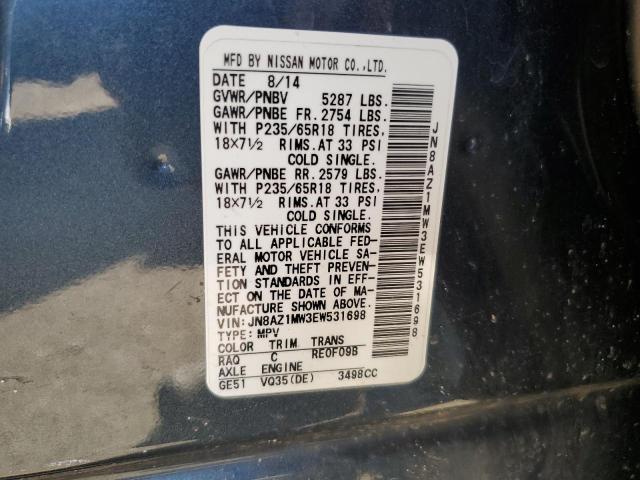 MFD BY NISSAN MOTOR CO.,LTD.
DATE 8/14
GVWR/PNBV 5287 LBS.
GAWR/PNBE FR. 2754 LBS.
WITH P235/65R18 TIRES,
18X7½ RIMS. AT 33 PSI
COLD SINGLE.
GAWR/PNBE RR. 2579 LBS.
WITH P235/65R18 TIRES,
18X7½ RIMS. AT 33 PSI
COLD SINGLE.
THIS VEHICLE CONFORMS
TO ALL APPLICABLE FED-
ERAL MOTOR VEHICLE SA-
FETY AND THEFT PREVEN-
TION STANDARDS IN EFF-
ECT ON THE DATE OF MA-
NUFACTURE SHOWN ABOVE.
VIN: JN8AZ1MW3EW531698
TYPE: MPV
COLOR TRIM TRANS
RAQ C RE0F09B
AXLE ENGINE
GE51 VQ35(DE) 3498CC
JN8AZ1MW3EW531698